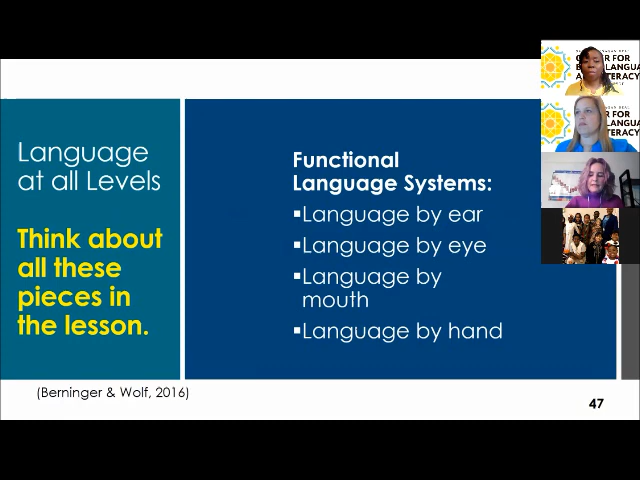 Language
at all Levels
Think about
all these
pieces in
the lesson.
Functional
Language Systems:
▪Language by ear
▪Language by eye
▪Language by
mouth
▪Language by hand
(Berninger & Wolf, 2016)
47